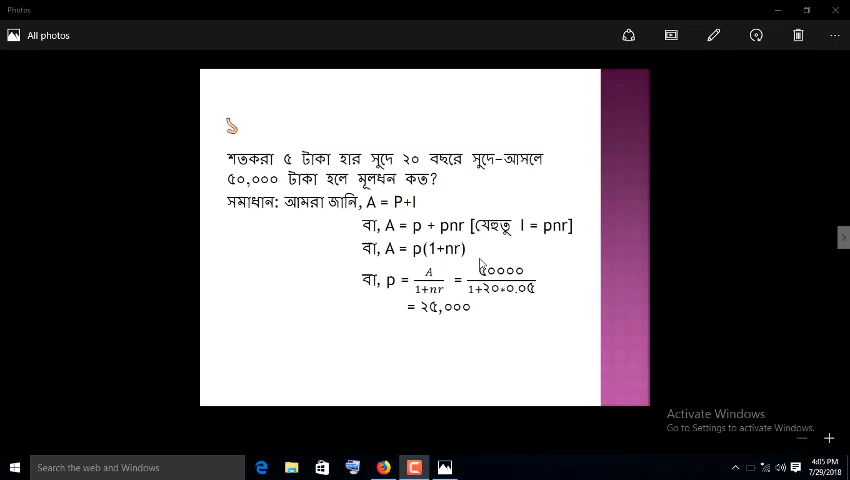 Photos
All photos
১
শতকরা ৫ টাকা হার সুদে ২০ বছরে সুদে-আসলে
৫০,০০০ টাকা হলে মূলধন কত?
সমাধান: আমরা জানি, A = P+I
বা, A = p + pnr [যেহুতু I = pnr]
বা, A = p(1+nr)
বা, p = A/1+nr = ৫০০০০/1+২০*০.০৫
= ২৫,০০০
Activate Windows
Go to Settings to activate Windows.
Search the web and Windows
4:05 PM
7/29/2018